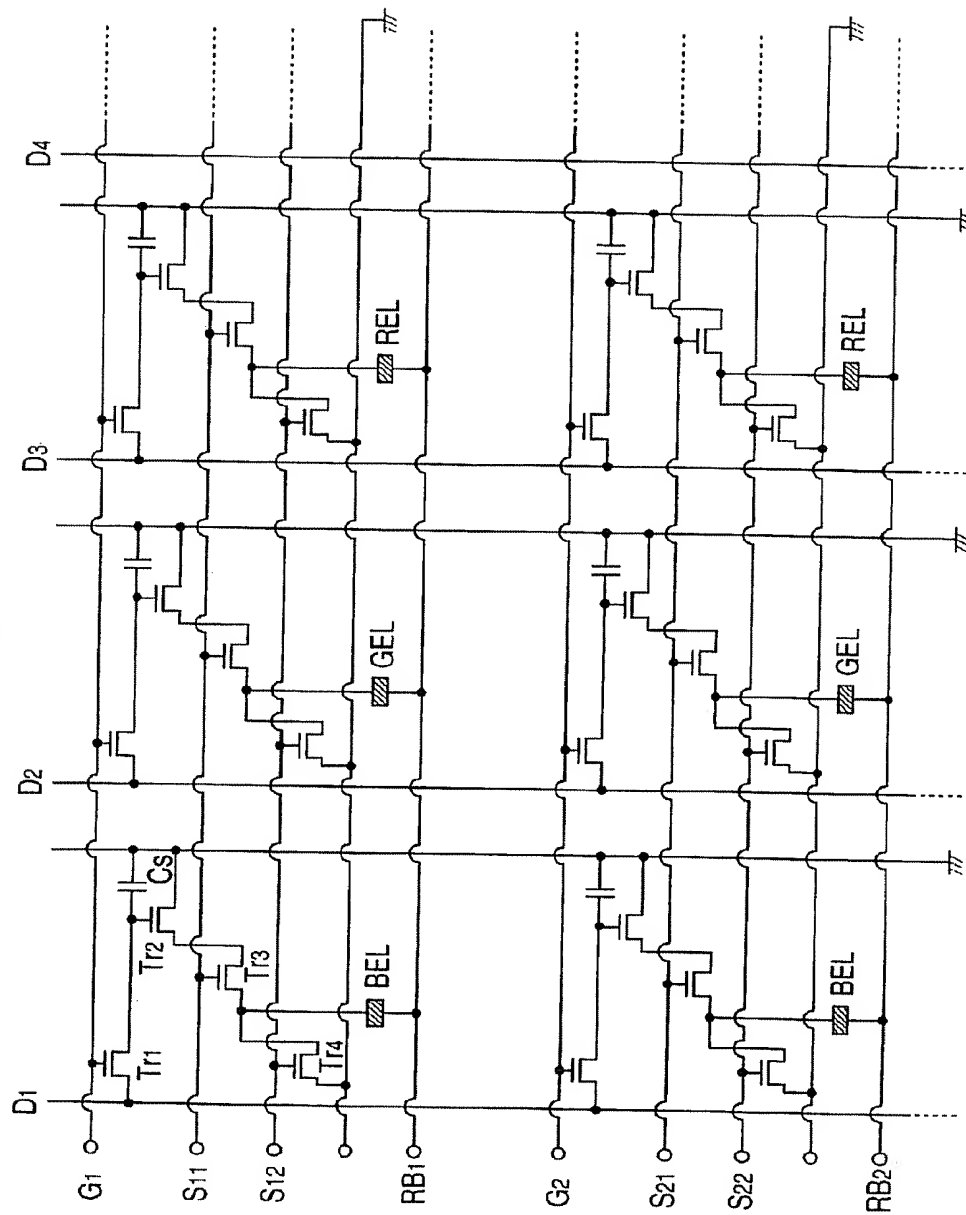 D1
D2
D3
D4
G1
Tr1
Tr2
Cs
S11
Tr3
S12
Tr4
BEL
GEL
REL
RB1
G2
S21
S22
BEL
GEL
REL
RB2